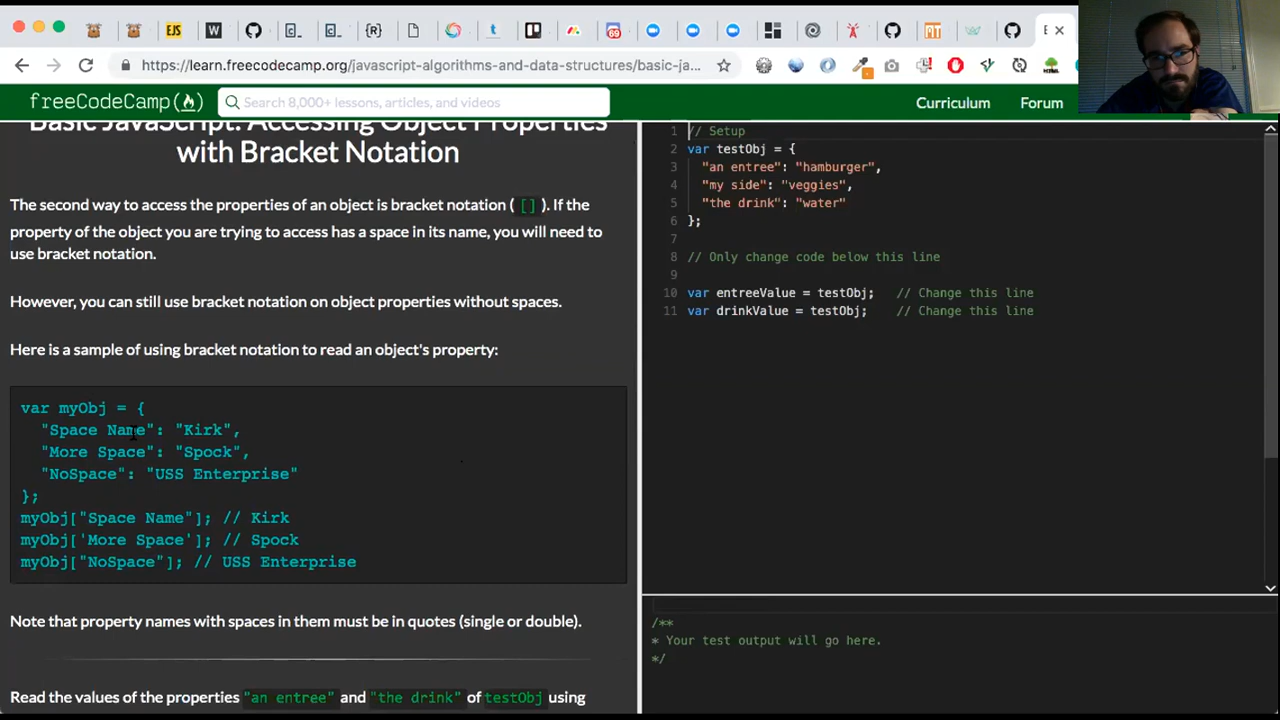 EJS
W
{R}
t
69
AT
E
https://learn.freecodecamp.org/javascript-algorithms-and-data-structures/basic-ja...
freeCodeCamp
Search 8,000+ lessons, articles, and videos
Curriculum
Forum
Basic JavaScript: Accessing Object Properties
with Bracket Notation
The second way to access the properties of an object is bracket notation ( [] ). If the
property of the object you are trying to access has a space in its name, you will need to
use bracket notation.
However, you can still use bracket notation on object properties without spaces.
Here is a sample of using bracket notation to read an object's property:
var myObj = {
"Space Name": "Kirk",
"More Space": "Spock",
"NoSpace": "USS Enterprise"
};
myObj["Space Name"]; // Kirk
myObj['More Space']; // Spock
myObj["NoSpace"]; // USS Enterprise
Note that property names with spaces in them must be in quotes (single or double).
Read the values of the properties "an entree" and "the drink" of testObj using
1 // Setup
2 var testObj = {
3 "an entree": "hamburger",
4 "my side": "veggies",
5 "the drink": "water"
6 };
7
8 // Only change code below this line
9
10 var entreeValue = testObj; // Change this line
11 var drinkValue = testObj; // Change this line
/**
* Your test output will go here.
*/